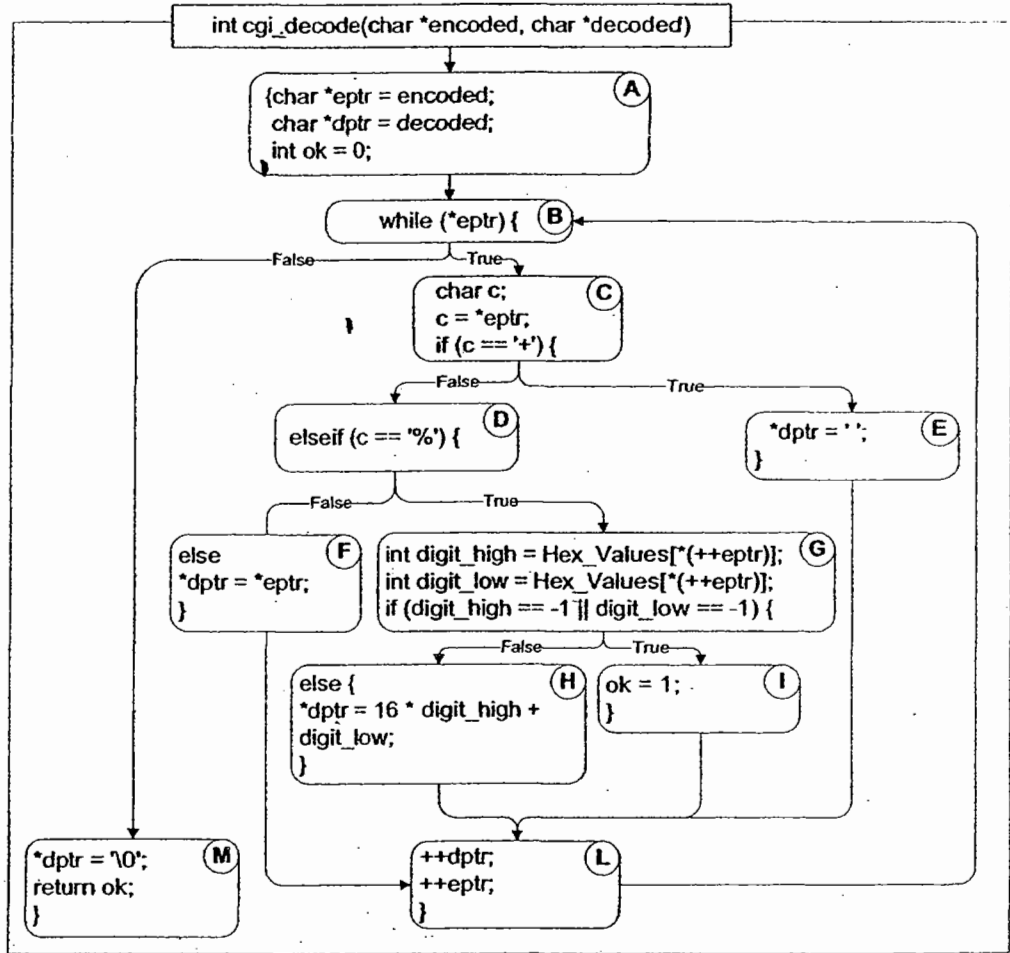 int cgi_decode(char *encoded, char *decoded)
A
{char *eptr = encoded;
char *dptr = decoded;
int ok = 0;
}
while (*eptr) {
B
False
True
char c;
C
c = *eptr;
if (c == '+') {
}
False
True
elseif (c == '%') {
D
*dptr = ' ';
E
}
False
True
else
F
*dptr = *eptr;
}
int digit_high = Hex_Values[*(++eptr)];
G
int digit_low = Hex_Values[*(++eptr)];
if (digit_high == -1 || digit_low == -1) {
False
True
else {
H
*dptr = 16 * digit_high +
digit_low;
}
ok = 1;
I
}
*dptr = '\0';
M
return ok;
}
++dptr;
L
++eptr;
}